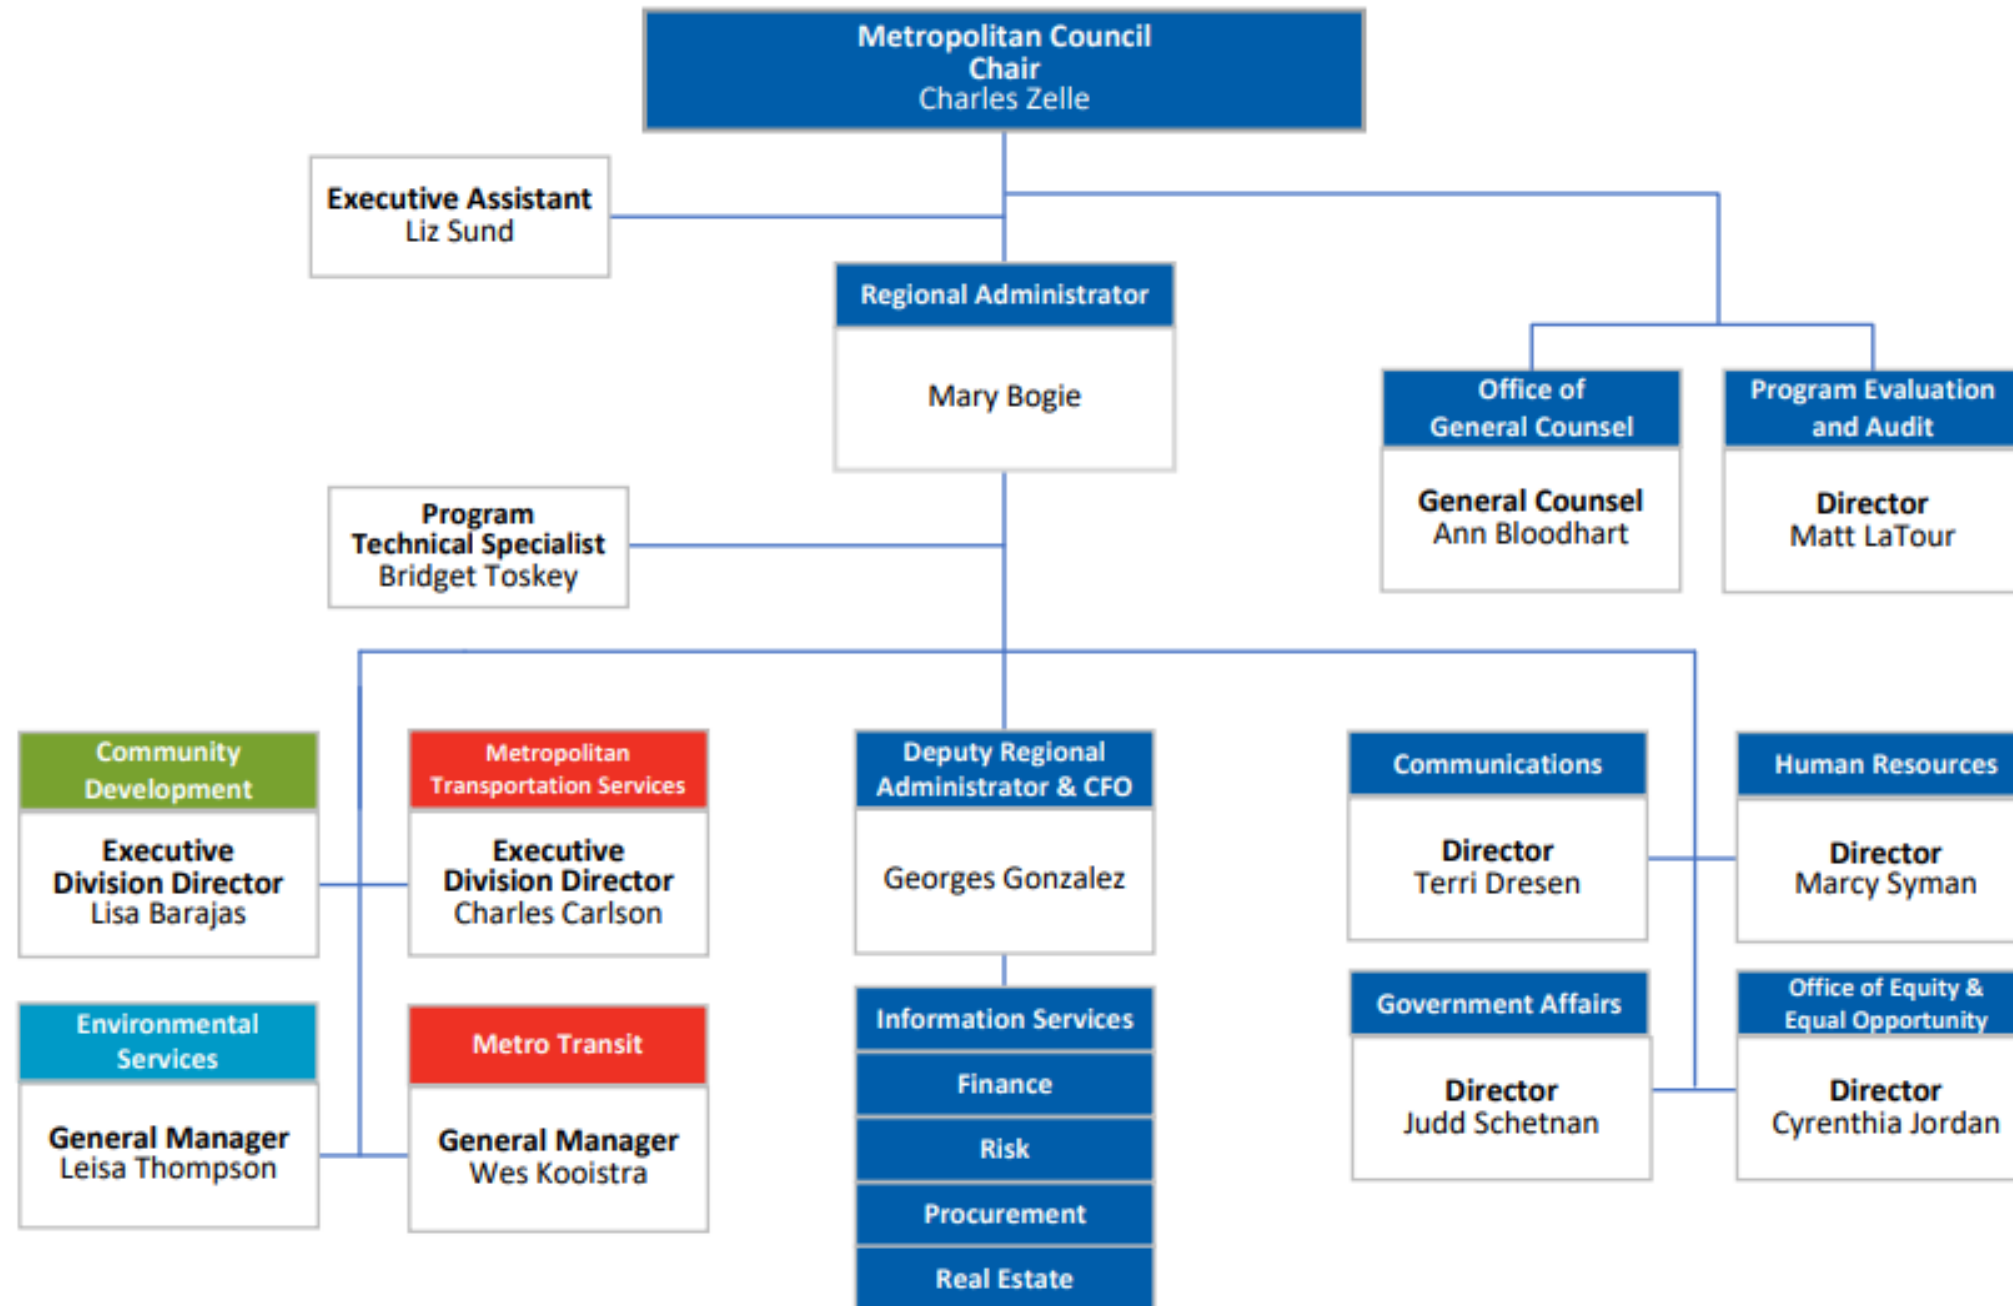 Metropolitan Council
Chair
Charles Zelle
Executive Assistant
Liz Sund
Regional Administrator
Mary Bogie
Office of
General Counsel
General Counsel
Ann Bloodhart
Program Evaluation
and Audit
Director
Matt LaTour
Program
Technical Specialist
Bridget Toskey
Community
Development
Executive
Division Director
Lisa Barajas
Metropolitan
Transportation Services
Executive
Division Director
Charles Carlson
Deputy Regional
Administrator & CFO
Georges Gonzalez
Communications
Director
Terri Dresen
Human Resources
Director
Marcy Syman
Environmental
Services
General Manager
Leisa Thompson
Metro Transit
General Manager
Wes Kooistra
Information Services
Finance
Risk
Procurement
Real Estate
Government Affairs
Director
Judd Schetnan
Office of Equity &
Equal Opportunity
Director
Cyrenthia Jordan